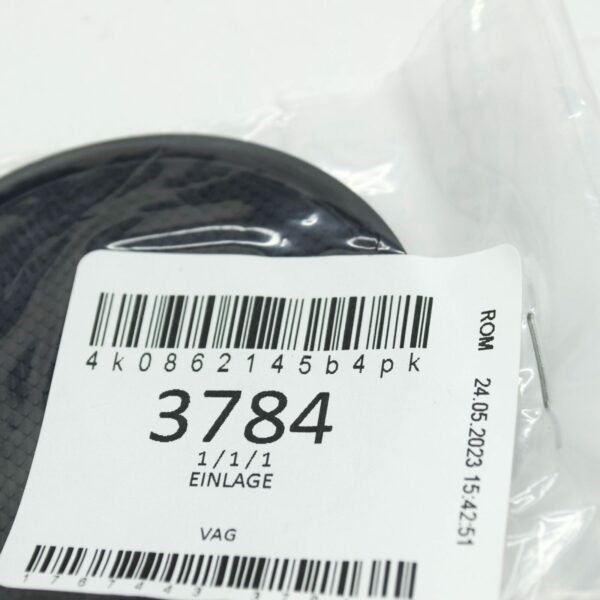 4k0862145b4pk
3784
1/1/1
EINLAGE
VAG
ROM 24.05.2023 15:42:51